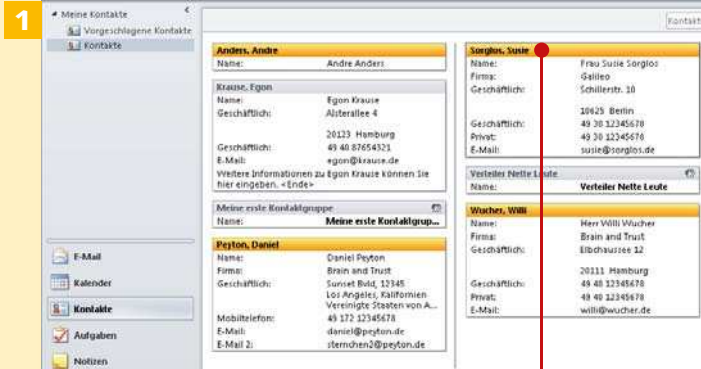 1
Meine Kontakte
Vorgeschlagene Kontakte
Kontakte
E-Mail
Kalender
Kontakte
Aufgaben
Notizen
Anders, Andre
Name: Andre Anders
Krause, Egon
Name: Egon Krause
Geschäftlich: Alsterallee 4
20123 Hamburg
Geschäftlich: 49 40 87654321
E-Mail: egon@krause.de
Weitere Informationen zu Egon Krause können Sie
hier eingeben. <Ende>
Meine erste Kontaktgruppe
Name: Meine erste Kontaktgrup...
Peyton, Daniel
Name: Daniel Peyton
Firma: Brain and Trust
Geschäftlich: Sunset Bvld, 12345
Los Angeles, Kalifornien
Vereinigte Staaten von A...
Mobiltelefon: 49 172 12345678
E-Mail: daniel@peyton.de
E-Mail 2: sternchen2@peyton.de
Kontakt
Sorglos, Susie
Name: Frau Susie Sorglos
Firma: Galileo
Geschäftlich: Schillerstr. 10
10625 Berlin
Geschäftlich: 49 30 12345678
Privat: 49 30 12345678
E-Mail: susie@sorglos.de
Verteiler Nette Leute
Name: Verteiler Nette Leute
Wucher, Willi
Name: Herr Willi Wucher
Firma: Brain and Trust
Geschäftlich: Elbchaussee 12
20111 Hamburg
Geschäftlich: 49 40 12345678
Privat: 49 40 12345678
E-Mail: willi@wucher.de